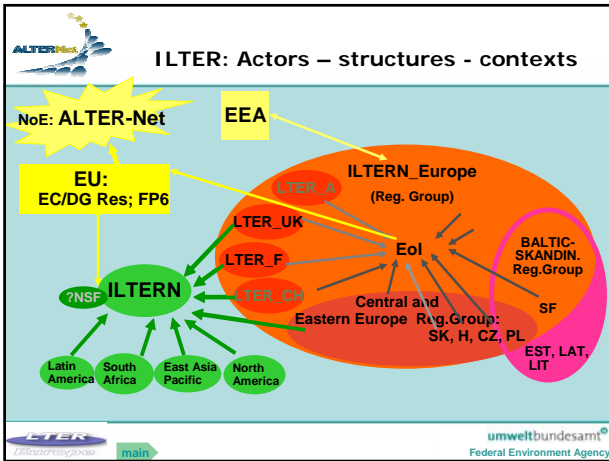 ALTERNet
ILTER: Actors – structures - contexts
NoE: ALTER-Net
EEA
EU:
EC/DG Res; FP6
ILTERN_Europe
(Reg. Group)
LTER_A
LTER_UK
LTER_F
LTER_CH
EoI
BALTIC-
SKANDIN.
Reg.Group
SF
?NSF
ILTERN
Central and
Eastern Europe Reg.Group:
SK, H, CZ, PL
EST, LAT,
LIT
Latin
America
South
Africa
East Asia
Pacific
North
America
LTER
Europe
main
umweltbundesamt
Federal Environment Agency